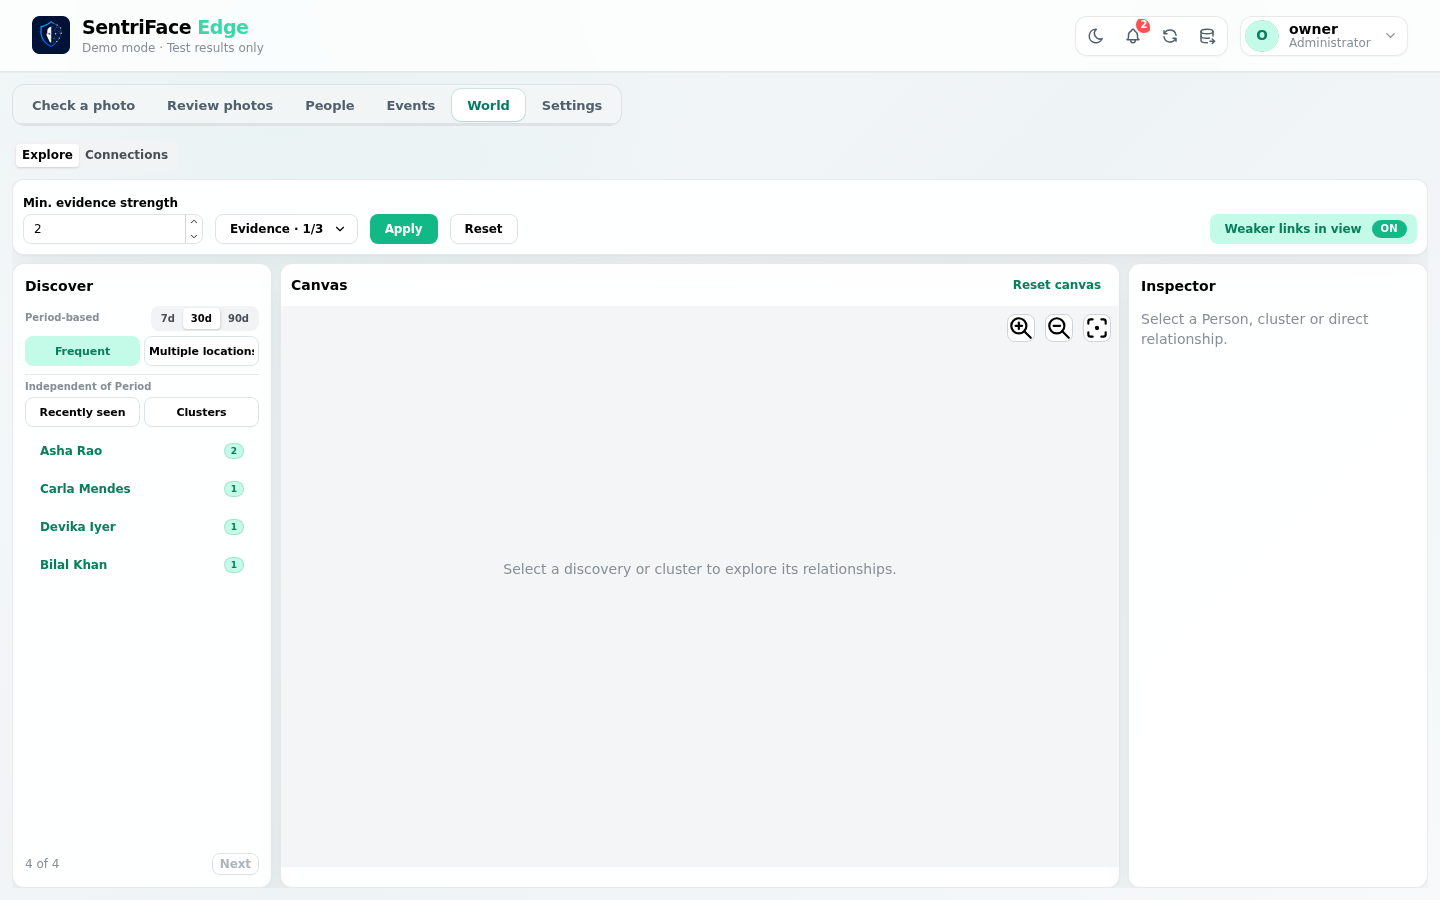 SentriFace Edge
Demo mode · Test results only
2
O
owner
Administrator
Check a photo
Review photos
People
Events
World
Settings
Explore
Connections
Min. evidence strength
2
Evidence · 1/3
Apply
Reset
Weaker links in view
ON
Discover
Period-based
7d
30d
90d
Frequent
Multiple locations
Independent of Period
Recently seen
Clusters
Asha Rao
2
Carla Mendes
1
Devika Iyer
1
Bilal Khan
1
4 of 4
Next
Canvas
Reset canvas
Select a discovery or cluster to explore its relationships.
Inspector
Select a Person, cluster or direct
relationship.